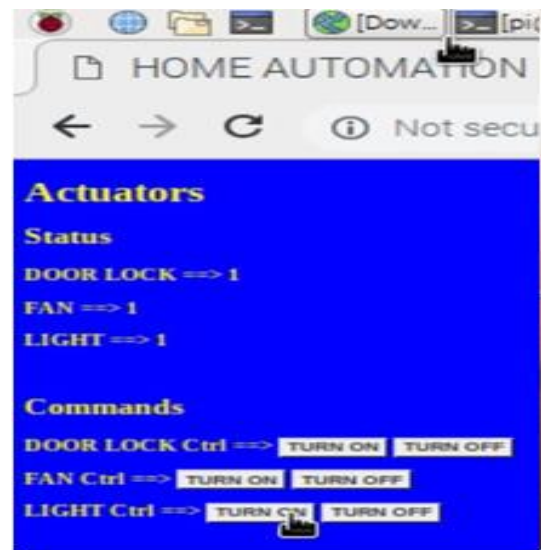 [Dow... [pi
HOME AUTOMATION
Not secu
Actuators
Status
DOOR LOCK ==> 1
FAN ==> 1
LIGHT ==> 1
Commands
DOOR LOCK Ctrl ==> TURN ON TURN OFF
FAN Ctrl ==> TURN ON TURN OFF
LIGHT Ctrl ==> TURN ON TURN OFF